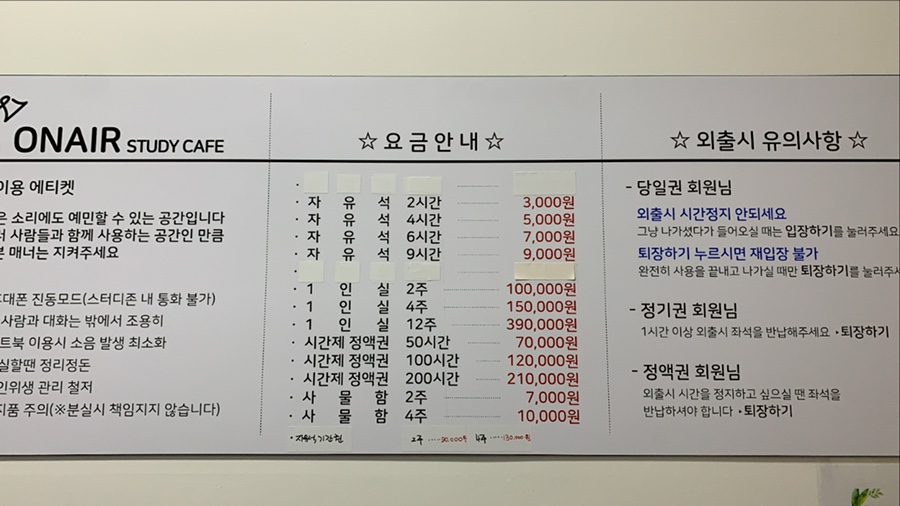 ONAIR STUDY CAFE
이용 에티켓
은 소리에도 예민할 수 있는 공간입니다
사람들과 함께 사용하는 공간인 만큼
매너는 지켜주세요
대폰 진동모드(스터디존 내 통화 불가)
사람과 대화는 밖에서 조용히
트북 이용시 소음 발생 최소화
실할땐 정리정돈
인위생 관리 철저
지품 주의(※분실시 책임지지 않습니다)
☆ 요금안내 ☆
· 자 유 석 2시간 3,000원
· 자 유 석 4시간 5,000원
· 자 유 석 6시간 7,000원
· 자 유 석 9시간 9,000원
· 1 인 실 2주 100,000원
· 1 인 실 4주 150,000원
· 1 인 실 12주 390,000원
· 시간제 정액권 50시간 70,000원
· 시간제 정액권 100시간 120,000원
· 시간제 정액권 200시간 210,000원
· 사 물 함 2주 7,000원
· 사 물 함 4주 10,000원
2주 ....90,000원 4주 ....130,000원
☆ 외출시 유의사항 ☆
- 당일권 회원님
외출시 시간정지 안되세요
그냥 나가셨다가 들어오실 때는 입장하기를 눌러주세요
퇴장하기 누르시면 재입장 불가
완전히 사용을 끝내고 나가실 때만 퇴장하기를 눌러주세
- 정기권 회원님
1시간 이상 외출시 좌석을 반납해주세요 ▸퇴장하기
- 정액권 회원님
외출시 시간을 정지하고 싶으실 땐 좌석을
반납하셔야 합니다 ▸퇴장하기